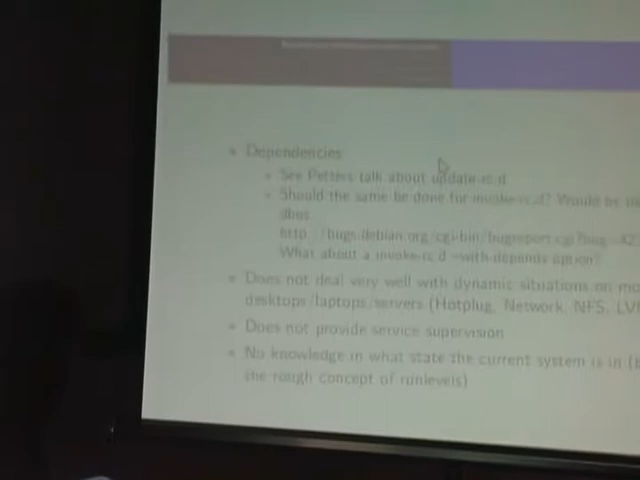 Dependencies:
See Petters talk about update-rc.d
Should the same be done for invoke-rc.d? Would be
dbus
http://bugs.debian.org/cgi-bin/bugreport.cgi?bug=42
What about a invoke-rc.d --with-depends option?
Does not deal very well with dynamic situations on
desktops/laptops/servers (Hotplug, Network, NFS, LV
Does not provide service supervision
No knowledge in what state the current system is in (
the rough concept of runlevels)